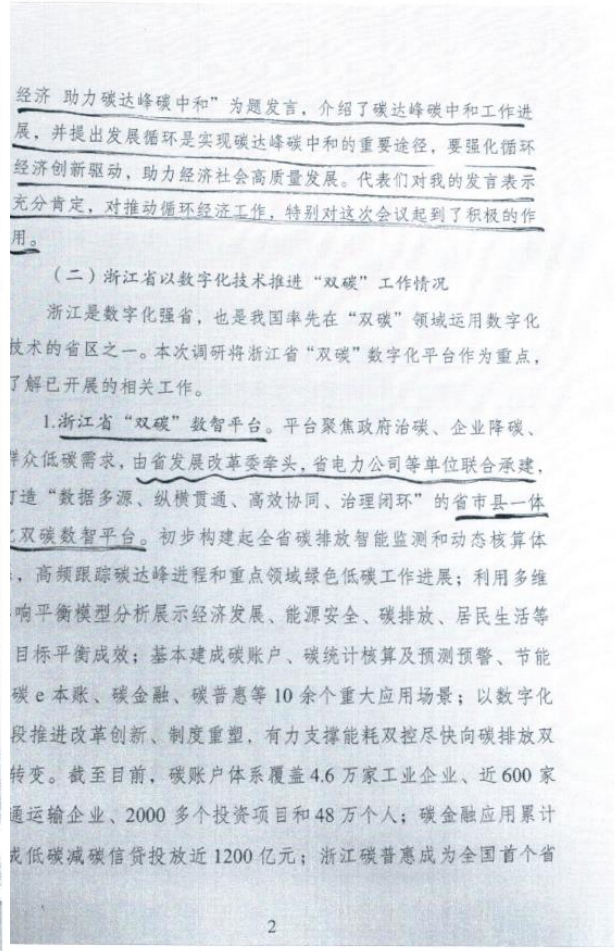 经济 助力碳达峰碳中和”为题发言，介绍了碳达峰碳中和工作进
展，并提出发展循环是实现碳达峰碳中和的重要途径，要强化循环
经济创新驱动，助力经济社会高质量发展。代表们对我的发言表示
充分肯定，对推动循环经济工作，特别对这次会议起到了积极的作
用。
（二）浙江省以数字化技术推进“双碳”工作情况
浙江是数字化强省，也是我国率先在“双碳”领域运用数字化
技术的省区之一。本次调研将浙江省“双碳”数字化平台作为重点，
了解已开展的相关工作。
1.浙江省“双碳”数智平台。平台聚焦政府治碳、企业降碳、
群众低碳需求，由省发展改革委牵头，省电力公司等单位联合承建，
打造“数据多源、纵横贯通、高效协同、治理闭环”的省市县一体
化双碳数智平台。初步构建起全省碳排放智能监测和动态核算体
，高频跟踪碳达峰进程和重点领域绿色低碳工作进展；利用多维
响平衡模型分析展示经济发展、能源安全、碳排放、居民生活等
目标平衡成效；基本建成碳账户、碳统计核算及预测预警、节能
碳 e 本账、碳金融、碳普惠等 10 余个重大应用场景；以数字化
段推进改革创新、制度重塑，有力支撑能耗双控尽快向碳排放双
转变。截至目前，碳账户体系覆盖 4.6 万家工业企业、近 600 家
通运输企业、2000 多个投资项目和 48 万个人；碳金融应用累计
成低碳减碳信贷投放近 1200 亿元；浙江碳普惠成为全国首个省
2